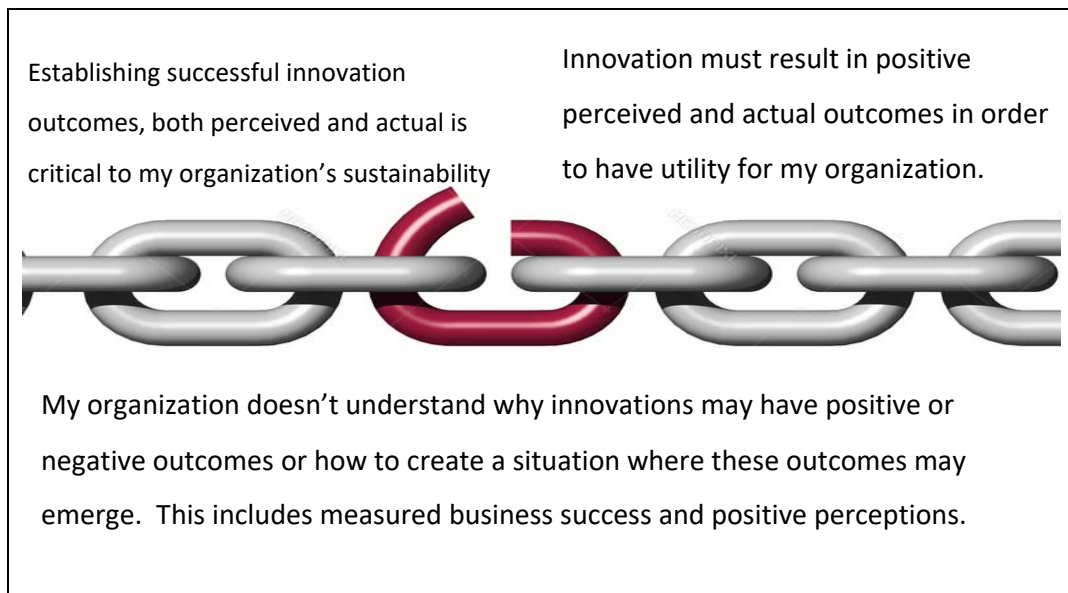 Establishing successful innovation
outcomes, both perceived and actual is
critical to my organization’s sustainability
Innovation must result in positive
perceived and actual outcomes in order
to have utility for my organization.
My organization doesn’t understand why innovations may have positive or
negative outcomes or how to create a situation where these outcomes may
emerge.  This includes measured business success and positive perceptions.